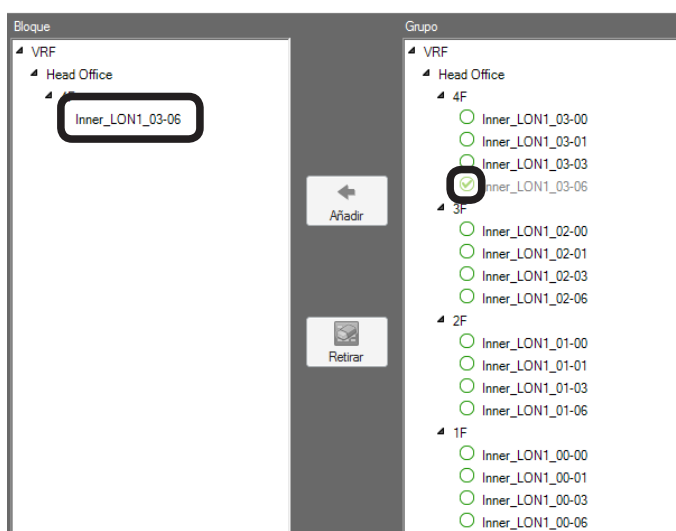 Bloque
VRF
Head Office
Inner_LON1_03-06
Añadir
Retirar
Grupo
VRF
Head Office
4F
Inner_LON1_03-00
Inner_LON1_03-01
Inner_LON1_03-03
Inner_LON1_03-06
3F
Inner_LON1_02-00
Inner_LON1_02-01
Inner_LON1_02-03
Inner_LON1_02-06
2F
Inner_LON1_01-00
Inner_LON1_01-01
Inner_LON1_01-03
Inner_LON1_01-06
1F
Inner_LON1_00-00
Inner_LON1_00-01
Inner_LON1_00-03
Inner_LON1_00-06